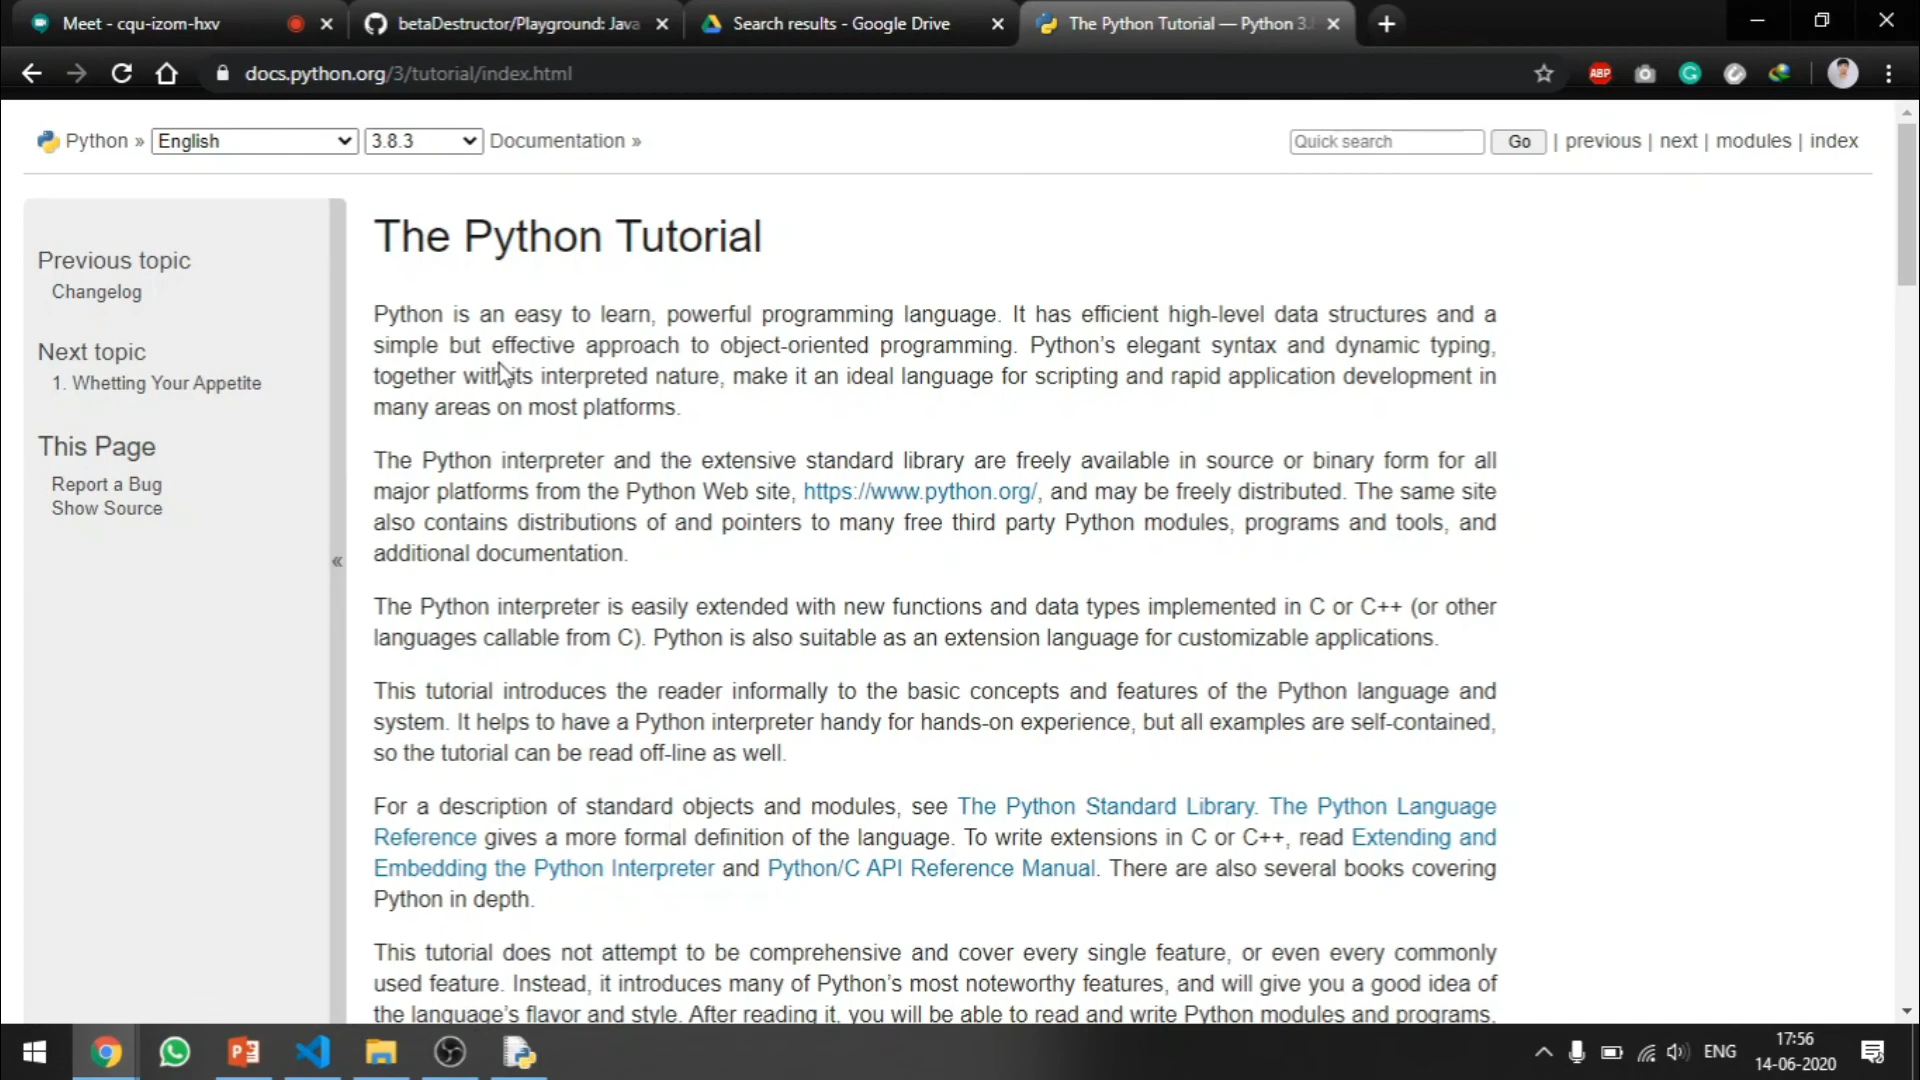 Meet - cqu-izom-hxv
betaDestructor/Playground: Java
Search results - Google Drive
The Python Tutorial — Python 3.
docs.python.org/3/tutorial/index.html
ABP
Python » English 3.8.3 Documentation »
Quick search Go | previous | next | modules | index
Previous topic
Changelog
Next topic
1. Whetting Your Appetite
This Page
Report a Bug
Show Source
«
The Python Tutorial
Python is an easy to learn, powerful programming language. It has efficient high-level data structures and a
simple but effective approach to object-oriented programming. Python’s elegant syntax and dynamic typing,
together with its interpreted nature, make it an ideal language for scripting and rapid application development in
many areas on most platforms.
The Python interpreter and the extensive standard library are freely available in source or binary form for all
major platforms from the Python Web site, https://www.python.org/, and may be freely distributed. The same site
also contains distributions of and pointers to many free third party Python modules, programs and tools, and
additional documentation.
The Python interpreter is easily extended with new functions and data types implemented in C or C++ (or other
languages callable from C). Python is also suitable as an extension language for customizable applications.
This tutorial introduces the reader informally to the basic concepts and features of the Python language and
system. It helps to have a Python interpreter handy for hands-on experience, but all examples are self-contained,
so the tutorial can be read off-line as well.
For a description of standard objects and modules, see The Python Standard Library. The Python Language
Reference gives a more formal definition of the language. To write extensions in C or C++, read Extending and
Embedding the Python Interpreter and Python/C API Reference Manual. There are also several books covering
Python in depth.
This tutorial does not attempt to be comprehensive and cover every single feature, or even every commonly
used feature. Instead, it introduces many of Python’s most noteworthy features, and will give you a good idea of
the language’s flavor and style. After reading it, you will be able to read and write Python modules and programs,
ENG
17:56
14-06-2020